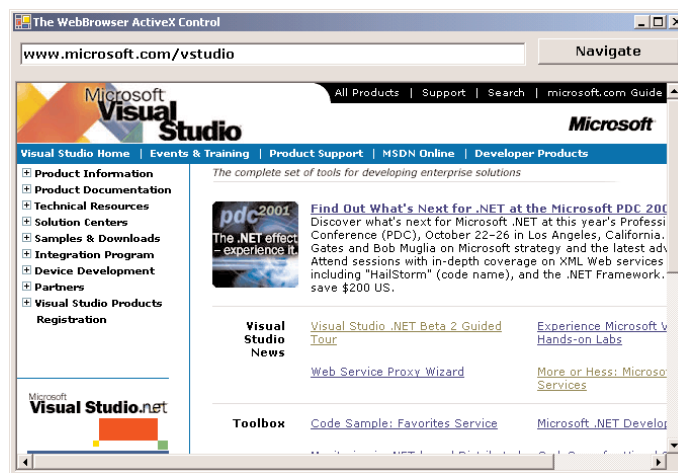 The WebBrowser ActiveX Control
www.microsoft.com/vstudio
Navigate
All Products | Support | Search | microsoft.com Guide
Microsoft
Visual
Studio
Microsoft
Visual Studio Home | Events & Training | Product Support | MSDN Online | Developer Products
Product Information
Product Documentation
Technical Resources
Solution Centers
Samples & Downloads
Integration Program
Device Development
Partners
Visual Studio Products
Registration
Microsoft
Visual Studio.net
The complete set of tools for developing enterprise solutions
pdc2001
The .NET effect
– experience it.
Find Out What's Next for .NET at the Microsoft PDC 200
Discover what's next for Microsoft .NET at this year's Professi
Conference (PDC), October 22–26 in Los Angeles, California.
Gates and Bob Muglia on Microsoft strategy and the latest adv
Attend sessions with in-depth coverage on XML Web services
including "HailStorm" (code name), and the .NET Framework.
save $200 US.
Visual
Studio
News
Visual Studio .NET Beta 2 Guided
Tour
Experience Microsoft V
Hands-on Labs
Web Service Proxy Wizard
More or Hess: Microso
Services
Toolbox
Code Sample: Favorites Service
Microsoft .NET Develop